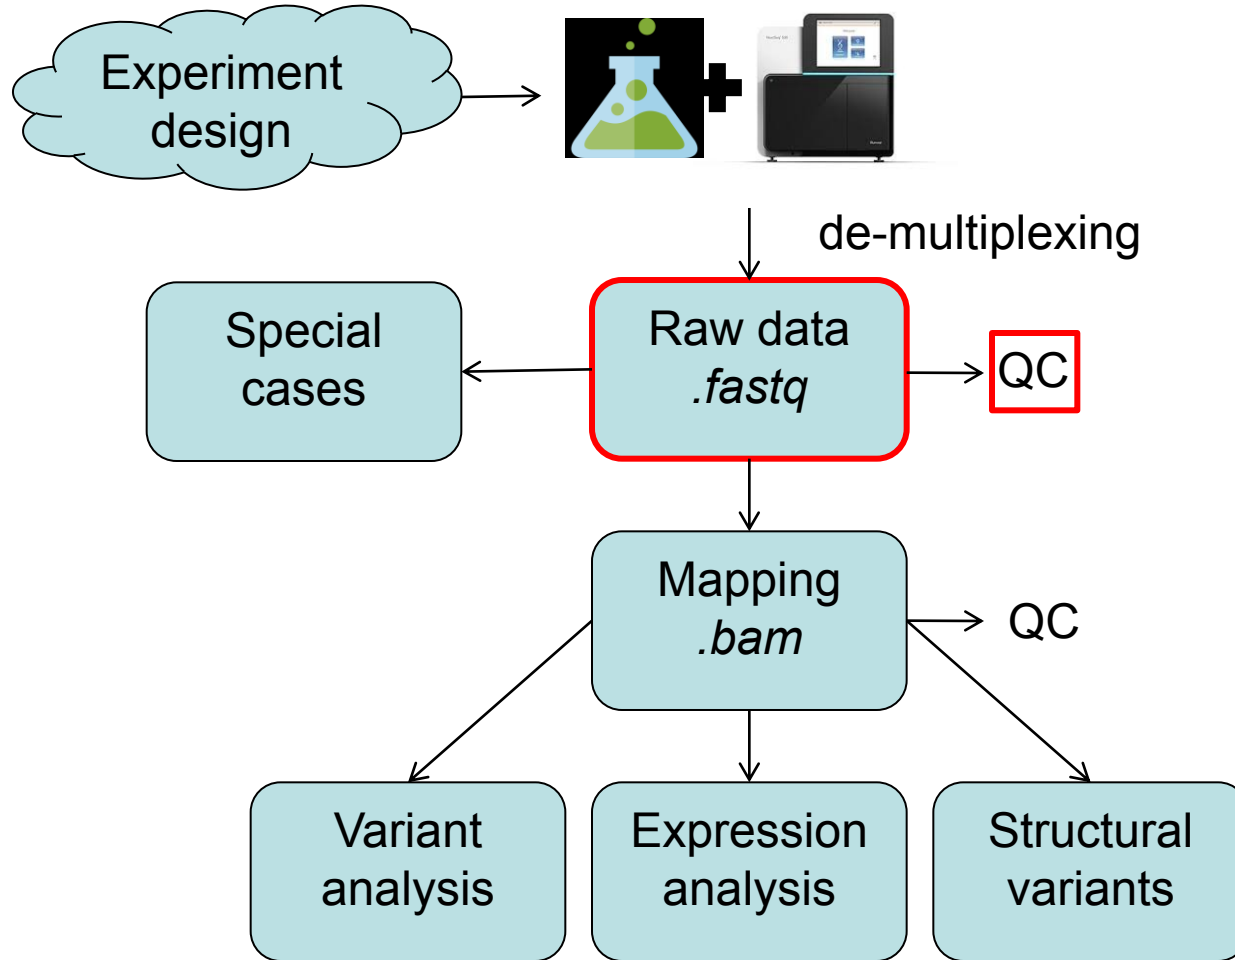 Experiment
design
de-multiplexing
Special
cases
Raw data
.fastq
QC
Mapping
.bam
QC
Variant
analysis
Expression
analysis
Structural
variants